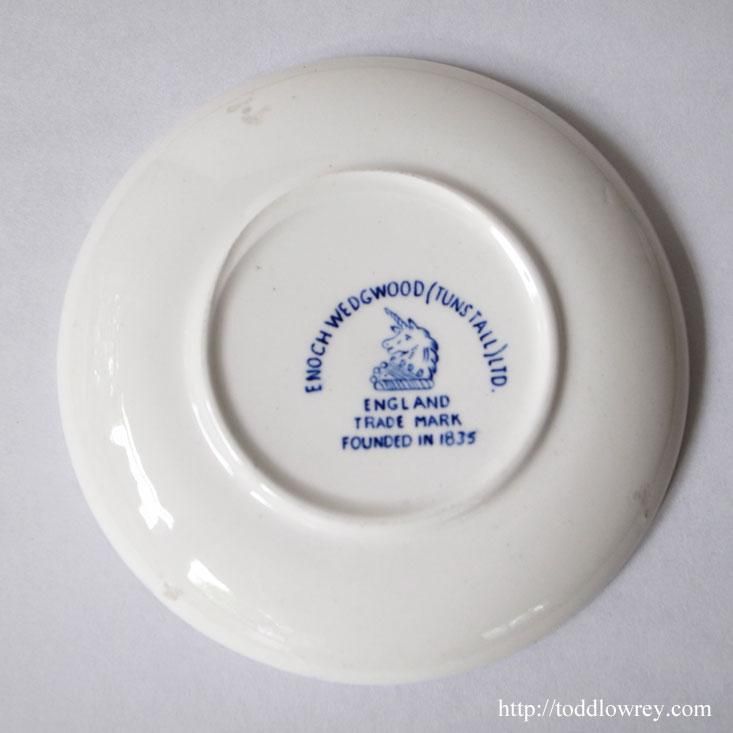 ENOCH WEDGWOOD (TUNSTALL) LTD.
ENGLAND
TRADE MARK
FOUNDED IN 1835
http://toddlowrey.com/